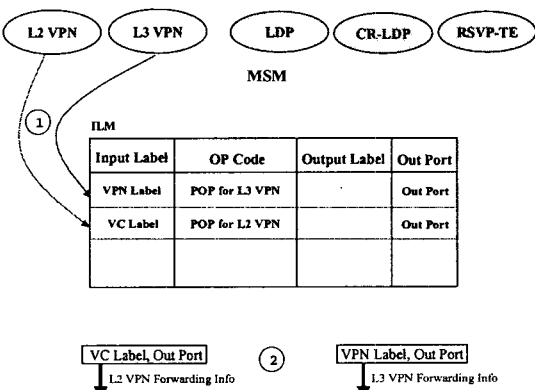 L2 VPN L3 VPN LDP CR-LDP RSVP-TE
MSM
1
ILM
Input Label OP Code Output Label Out Port
VPN Label POP for L3 VPN Out Port
VC Label POP for L2 VPN Out Port
VC Label, Out Port 2 VPN Label, Out Port
L2 VPN Forwarding Info L3 VPN Forwarding Info